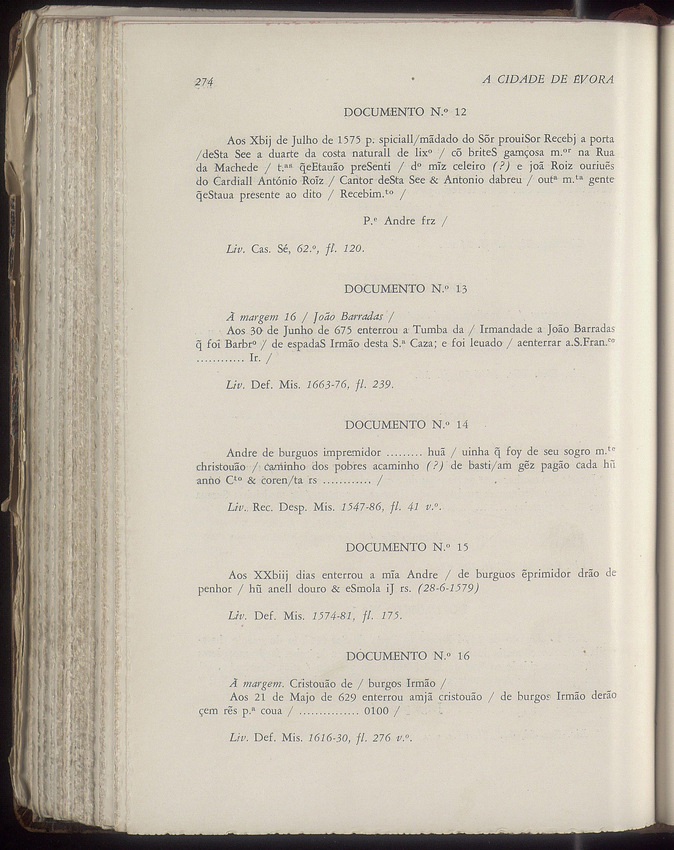 274 A CIDADE DE ÉVORA
DOCUMENTO N.º 12
Aos Xbij de Julho de 1575 p. spiciall/mãdado do Sõr prouiSor Recebj a porta
/deSta See a duarte da costa naturall de lixº / cõ briteS gamçosa m.ºʳ na Rua
da Machede / t.ᵃˢ q̃eEtauão preSenti / dº mĩz celeiro (?) e joã Roiz ouriuẽs
do Cardiall António Roĩz / Cantor deSta See & Antonio dabreu / outª m.ᵗᵃ gente
q̃eStaua presente ao dito / Recebim.ᵗº /
P.ᵉ Andre frz /
Liv. Cas. Sé, 62.º, fl. 120.
DOCUMENTO N.º 13
À margem 16 / João Barradas /
Aos 30 de Junho de 675 enterrou a Tumba da / Irmandade a João Barradas
q̃ foi Barbrº / de espadaS Irmão desta S.ª Caza; e foi leuado / aenterrar a.S.Fran.ᶜº
............ Ir. /
Liv. Def. Mis. 1663-76, fl. 239.
DOCUMENTO N.º 14
Andre de burguos impremidor ......... huã / uinha q̃ foy de seu sogro m.ᵗᵉ
christouão / caminho dos pobres acaminho (?) de basti/am gẽz pagão cada hũ
anno Cᵗº & coren/ta rs ............ /
Liv. Rec. Desp. Mis. 1547-86, fl. 41 v.º.
DOCUMENTO N.º 15
Aos XXbiij dias enterrou a mĩa Andre / de burguos ẽprimidor drão de
penhor / hũ anell douro & eSmola iJ rs. (28-6-1579)
Liv. Def. Mis. 1574-81, fl. 175.
DOCUMENTO N.º 16
À margem. Cristouão de / burgos Irmão /
Aos 21 de Majo de 629 enterrou amjã cristouão / de burgos Irmão derão
çem rẽs p.ª coua / ............... 0100 /
Liv. Def. Mis. 1616-30, fl. 276 v.º.